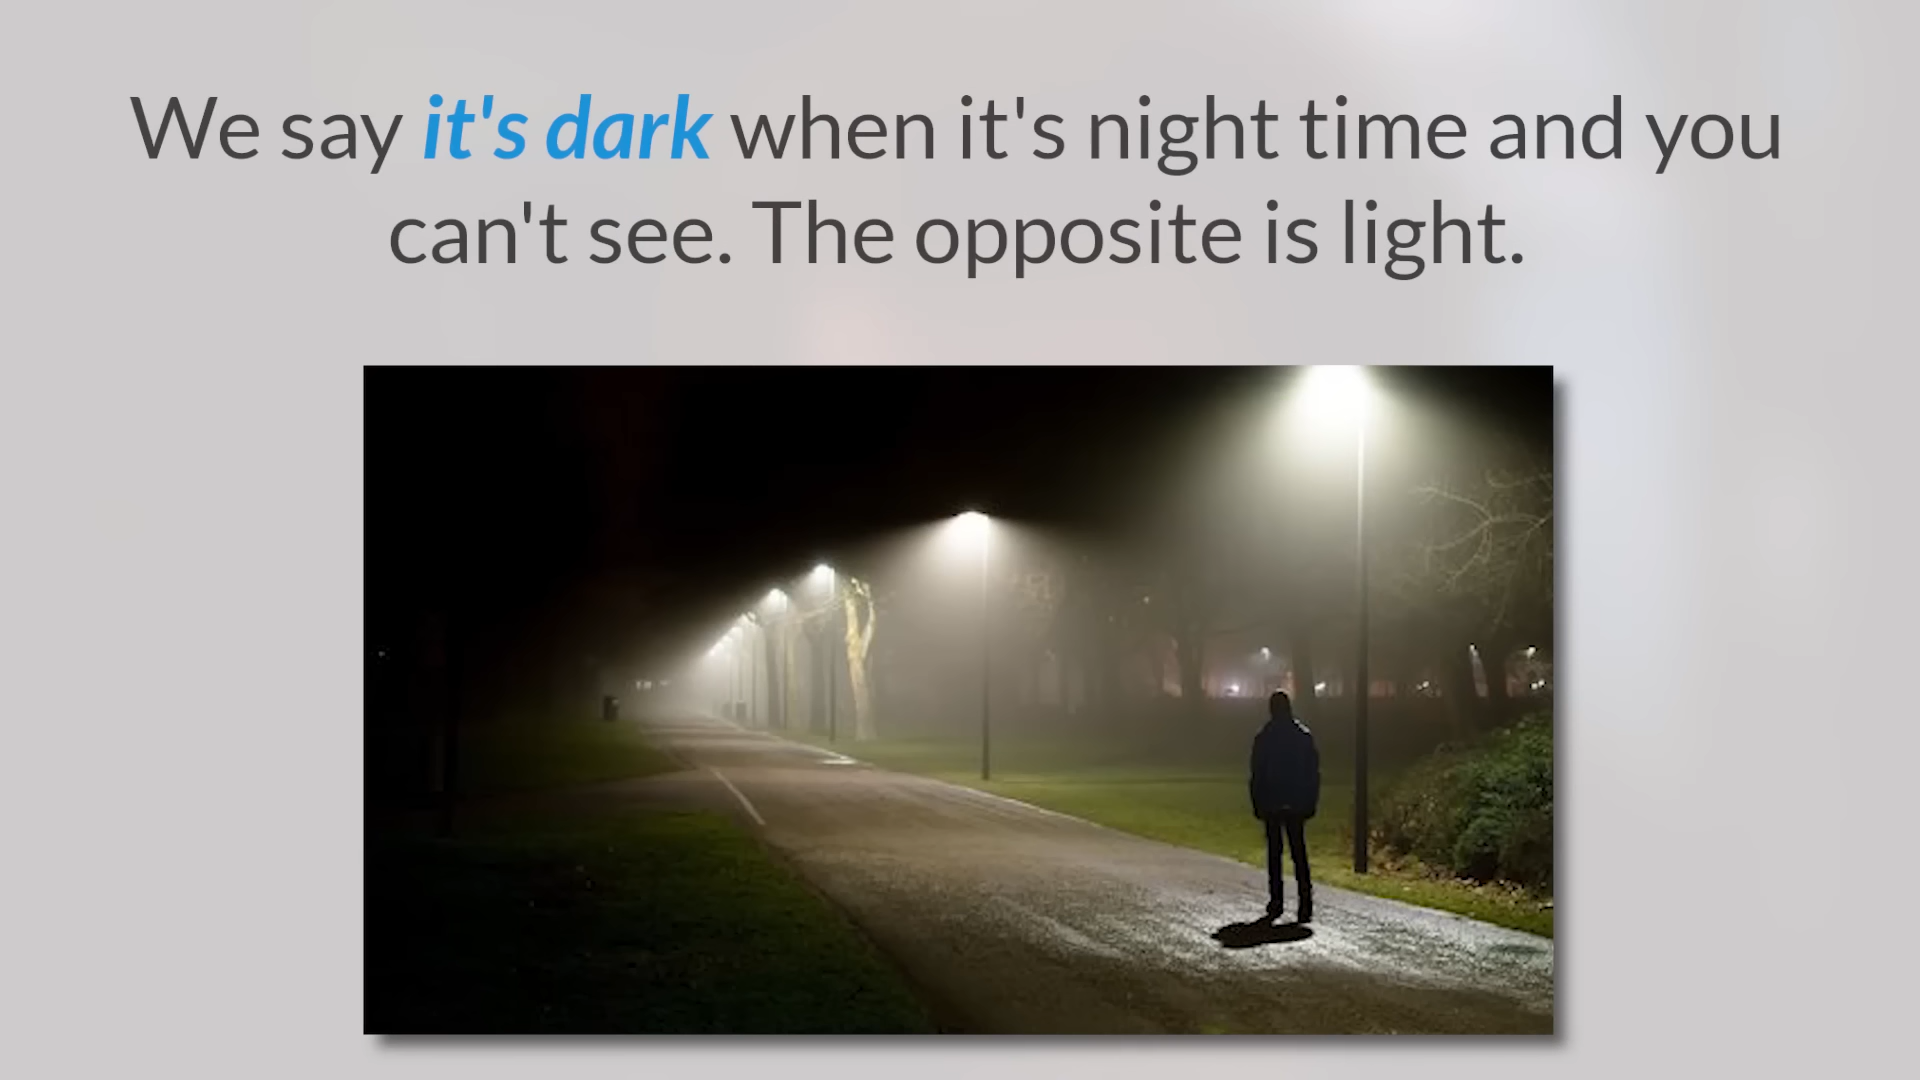 We say it's dark when it's night time and you
can't see. The opposite is light.